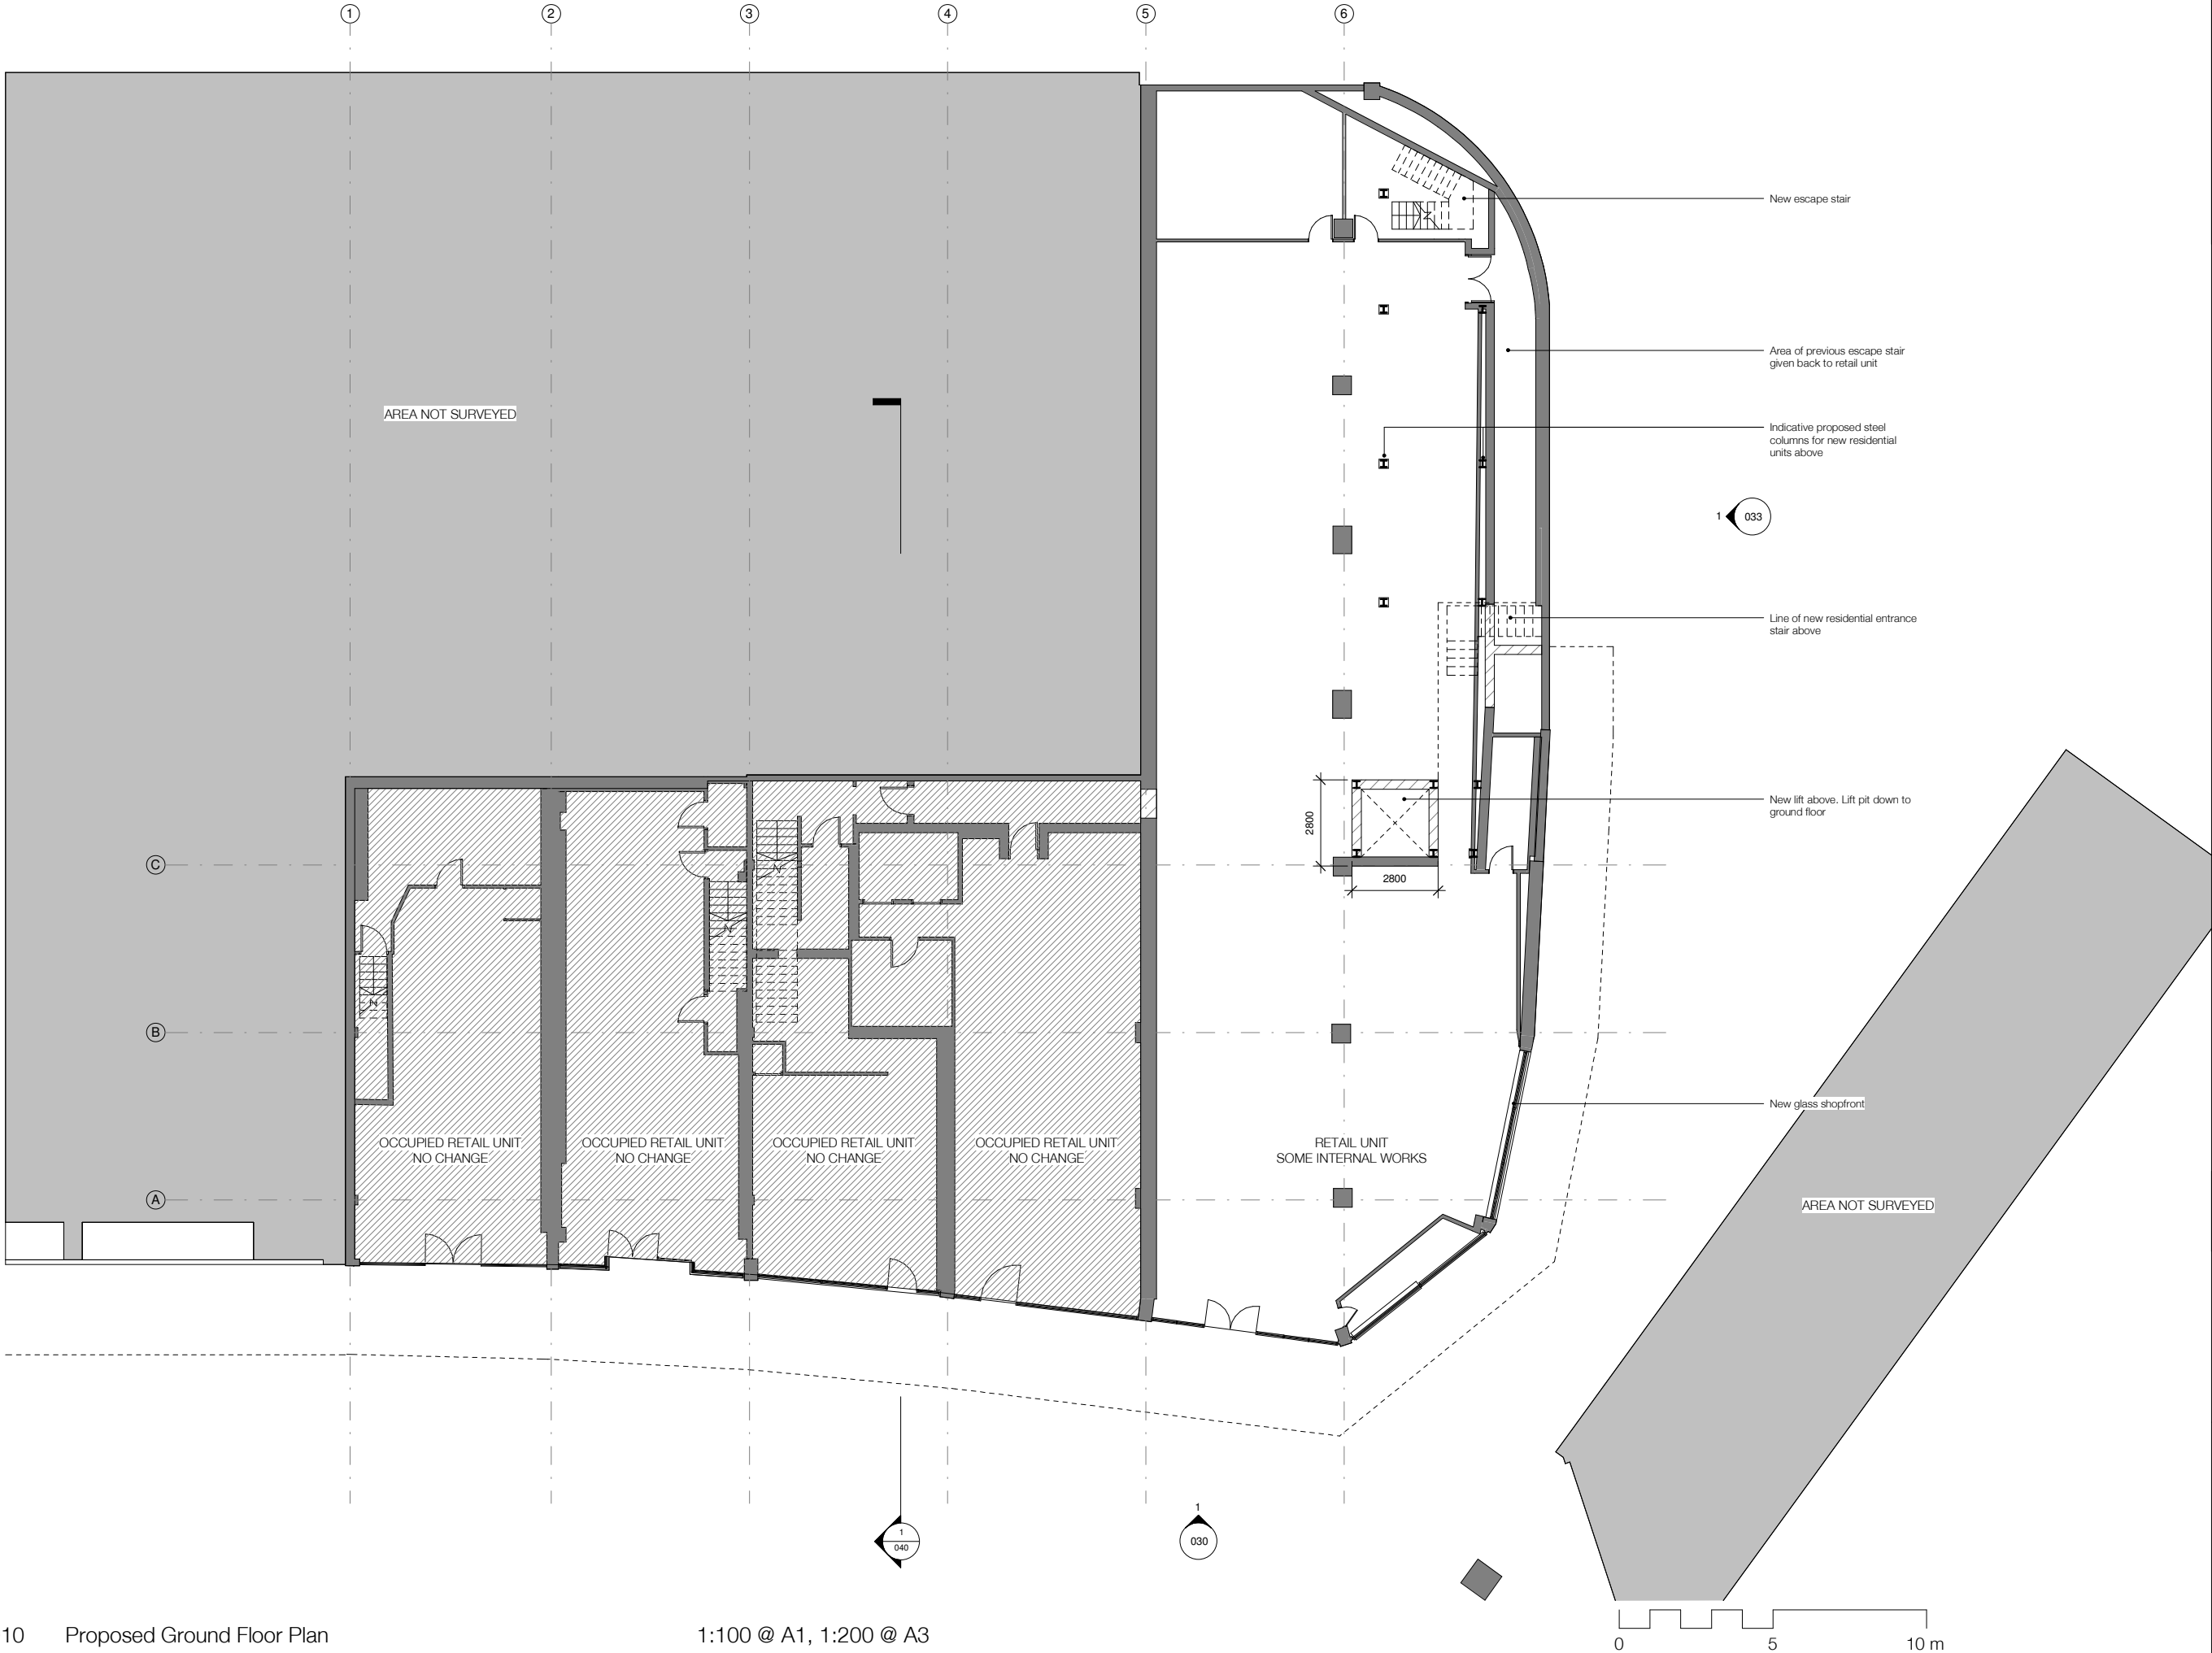 1
2
3
4
5
6
New escape stair
Area of previous escape stair
given back to retail unit
AREA NOT SURVEYED
Indicative proposed steel
columns for new residential
units above
1
033
Line of new residential entrance
stair above
New lift above. Lift pit down to
ground floor
2800
2800
C
B
A
New glass shopfront
OCCUPIED RETAIL UNIT
NO CHANGE
OCCUPIED RETAIL UNIT
NO CHANGE
OCCUPIED RETAIL UNIT
NO CHANGE
OCCUPIED RETAIL UNIT
NO CHANGE
RETAIL UNIT
SOME INTERNAL WORKS
AREA NOT SURVEYED
1
040
1
030
10 Proposed Ground Floor Plan
1:100 @ A1, 1:200 @ A3
0 5 10 m